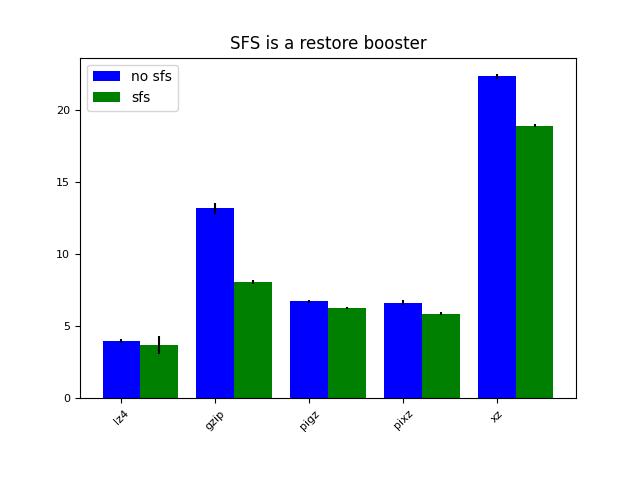 SFS is a restore booster
no sfs
sfs
20
15
10
5
0
lz4
gzip
pigz
pixz
xz